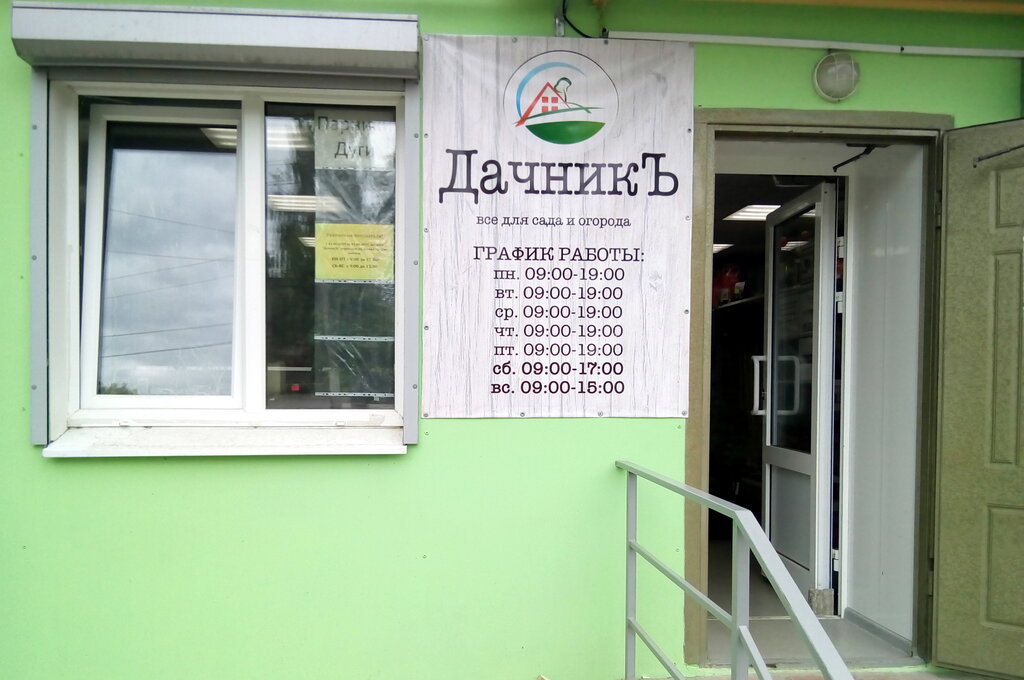 Дуги
ДачникЪ
все для сада и огорода
ГРАФИК РАБОТЫ:
пн. 09:00-19:00
вт. 09:00-19:00
ср. 09:00-19:00
чт. 09:00-19:00
пт. 09:00-19:00
сб. 09:00-17:00
вс. 09:00-15:00